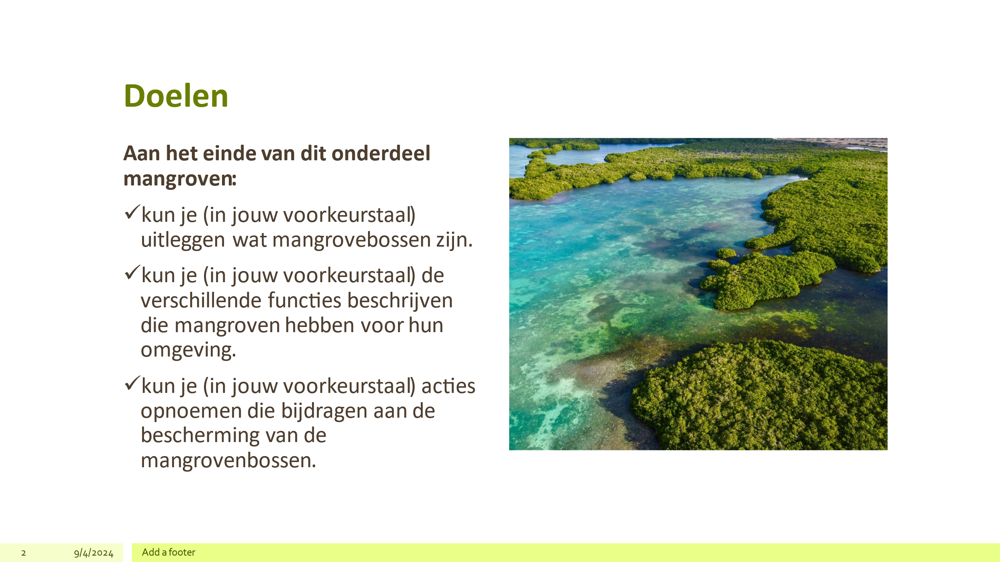 Doelen
Aan het einde van dit onderdeel
mangroven:
✓kun je (in jouw voorkeurstaal)
uitleggen wat mangrovebossen zijn.
✓kun je (in jouw voorkeurstaal) de
verschillende functies beschrijven
die mangroven hebben voor hun
omgeving.
✓kun je (in jouw voorkeurstaal) acties
opnoemen die bijdragen aan de
bescherming van de
mangrovenbossen.
2 9/4/2024 Add a footer